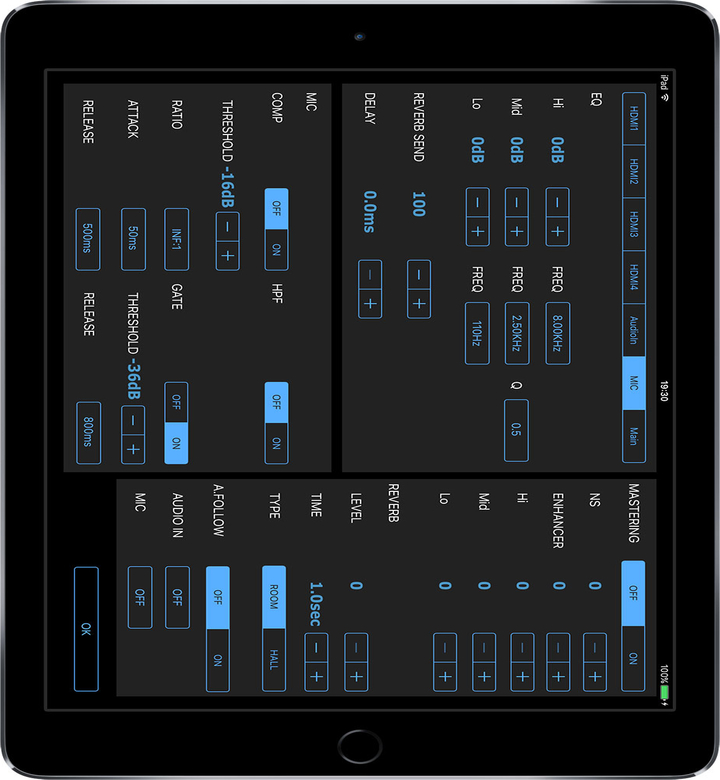 iPad 19:30 100%
HDMI1 HDMI2 HDMI3 HDMI4 AudioIn MIC Main
EQ
Hi 0dB − + FREQ 8.00KHz
Mid 0dB − + FREQ 2.50KHz Q 0.5
Lo 0dB − + FREQ 110Hz
REVERB SEND 100 − +
DELAY 0.0ms − +
MIC
COMP OFF ON HPF OFF ON
THRESHOLD -16dB − +
RATIO INF:1 GATE OFF ON
ATTACK 50ms THRESHOLD -36dB − +
RELEASE 500ms RELEASE 800ms
MASTERING OFF ON
NS 0 − +
ENHANCER 0 − +
Hi 0 − +
Mid 0 − +
Lo 0 − +
REVERB
LEVEL 0 − +
TIME 1.0sec − +
TYPE ROOM HALL
A.FOLLOW OFF ON
AUDIO IN OFF
MIC OFF
OK